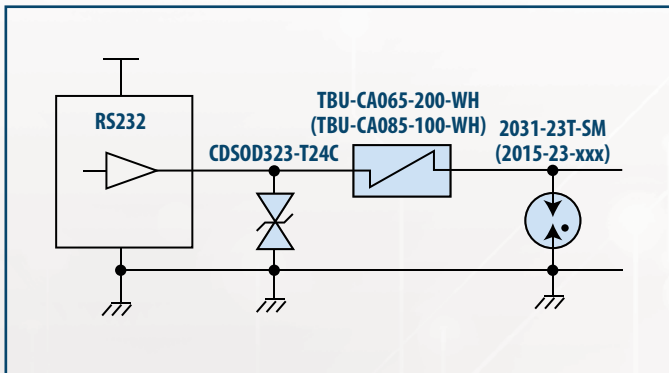 TBU-CA065-200-WH
(TBU-CA085-100-WH)
2031-23T-SM
(2015-23-xxx)
RS232
CDSOD323-T24C